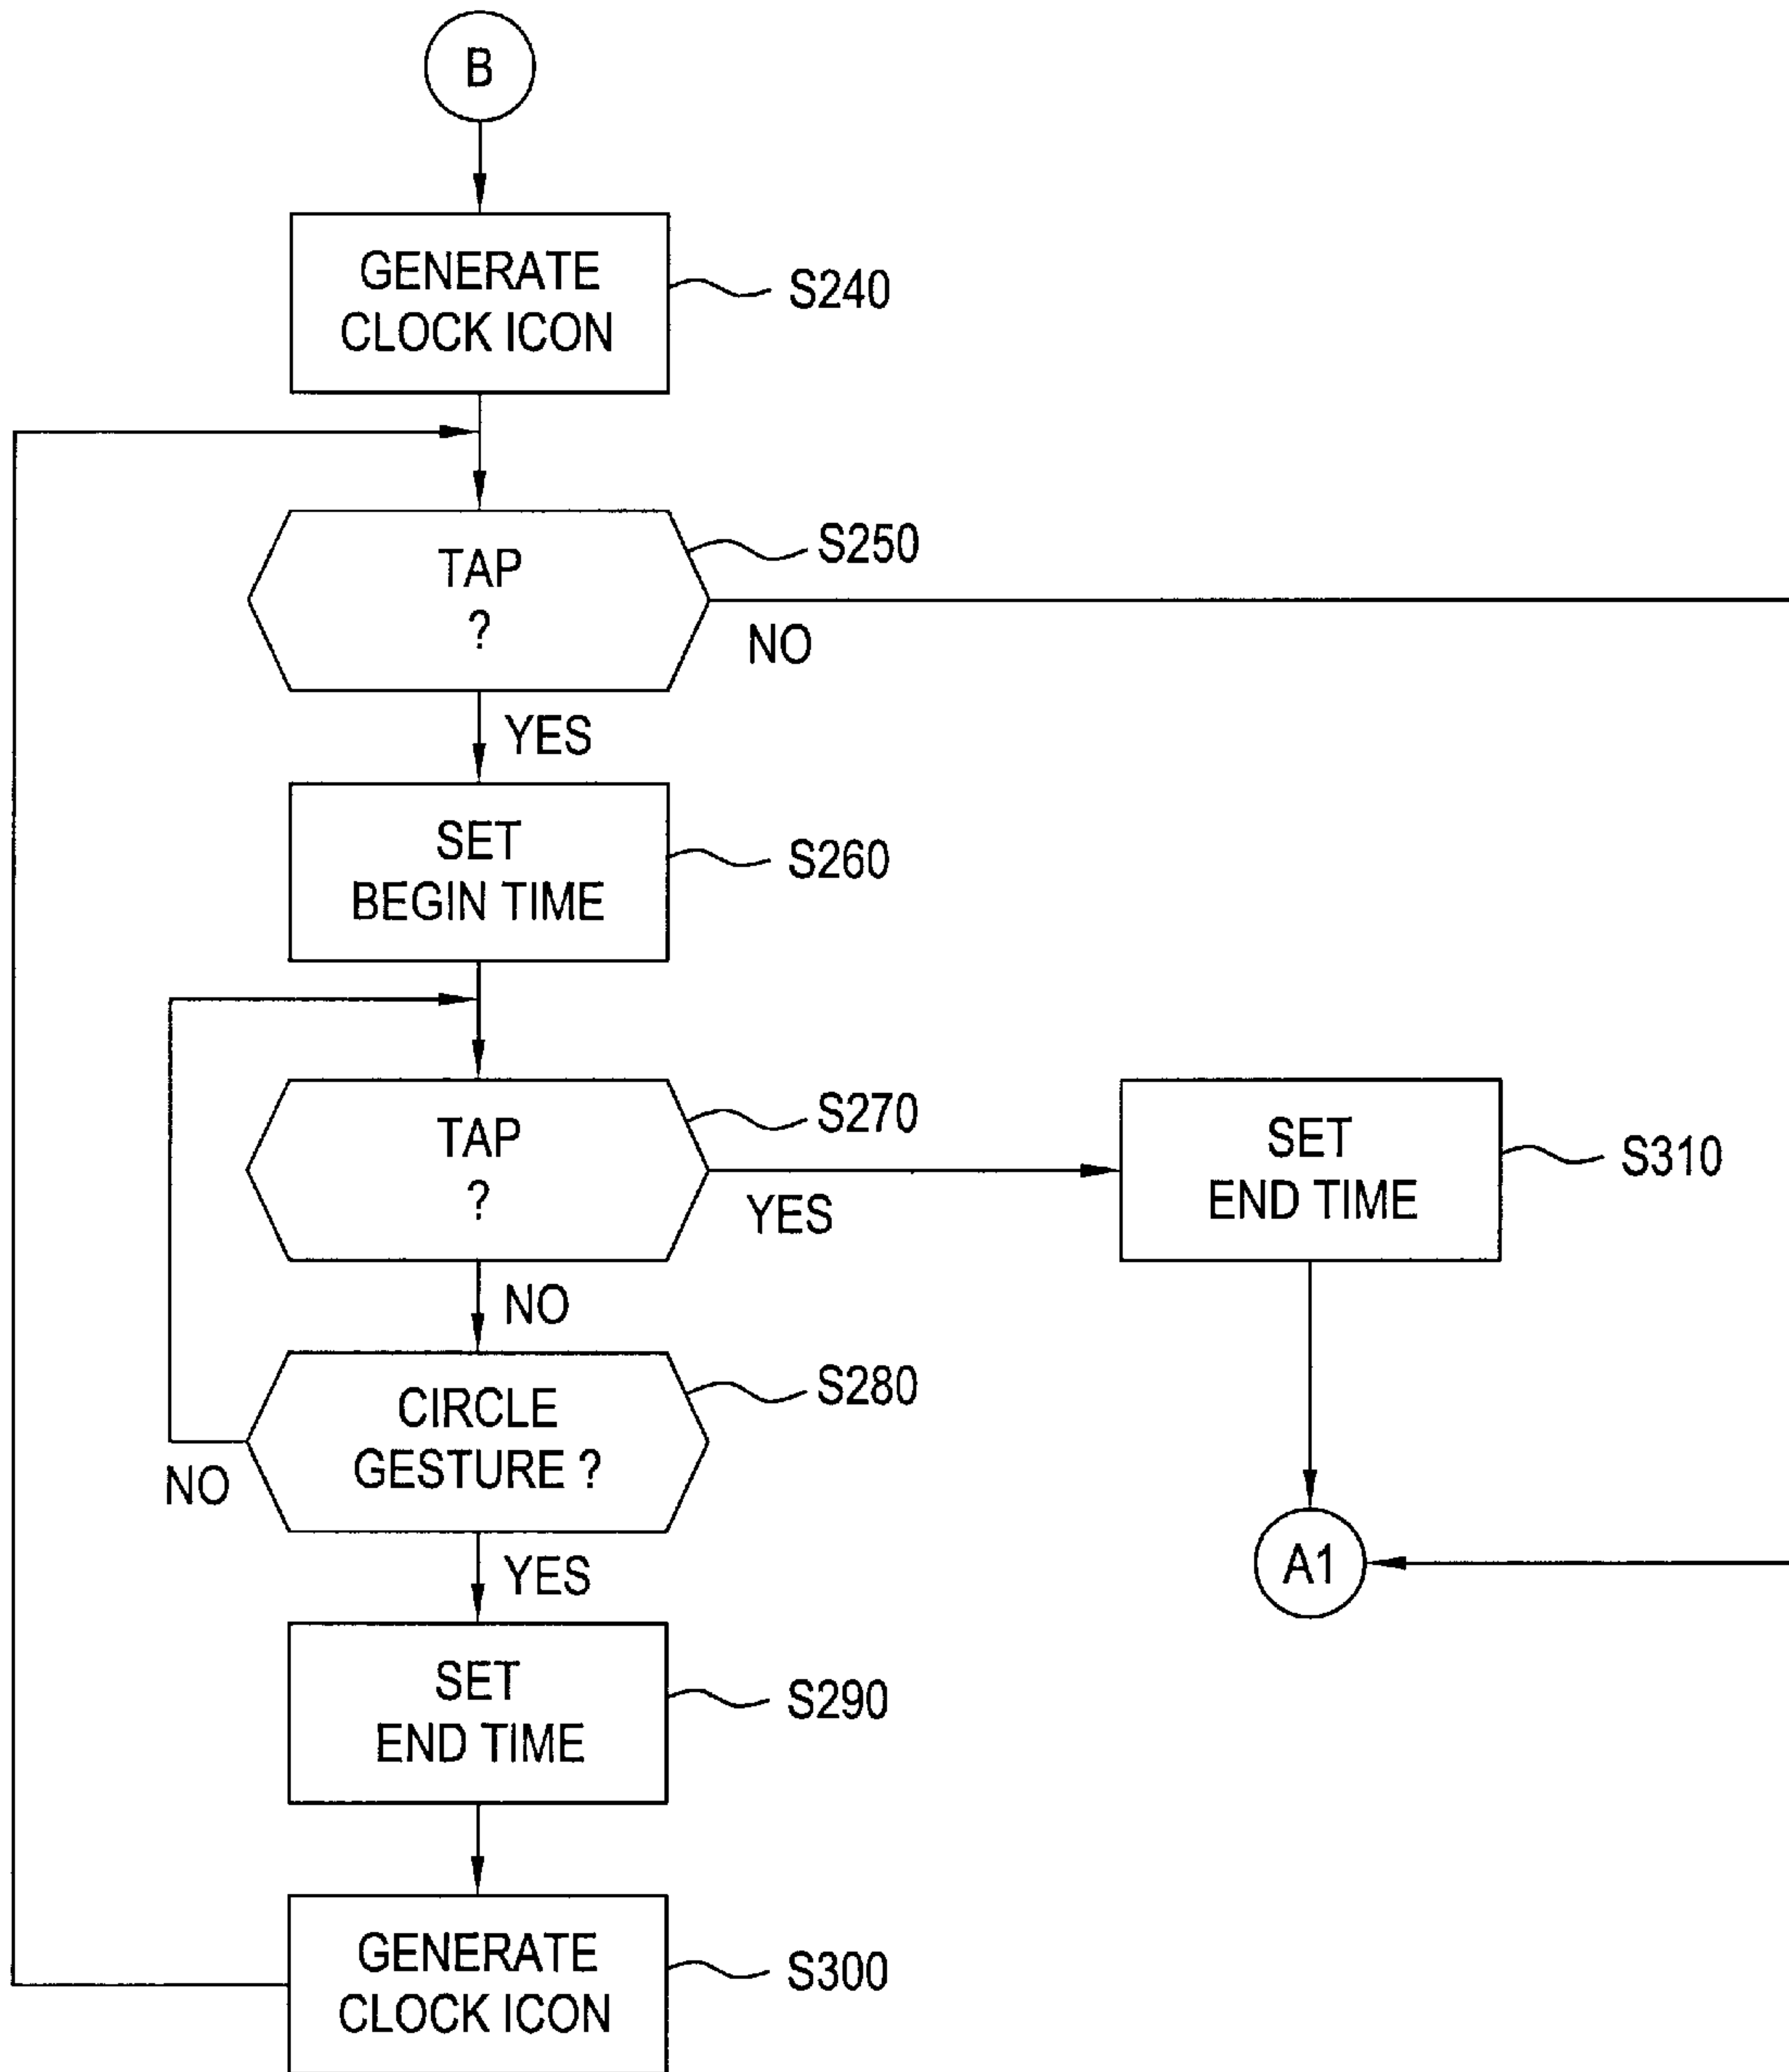 B
GENERATE
CLOCK ICON
S240
TAP
?
S250
NO
YES
SET
BEGIN TIME
S260
TAP
?
S270
YES
SET
END TIME
S310
NO
CIRCLE
GESTURE ?
S280
NO
YES
A1
SET
END TIME
S290
GENERATE
CLOCK ICON
S300